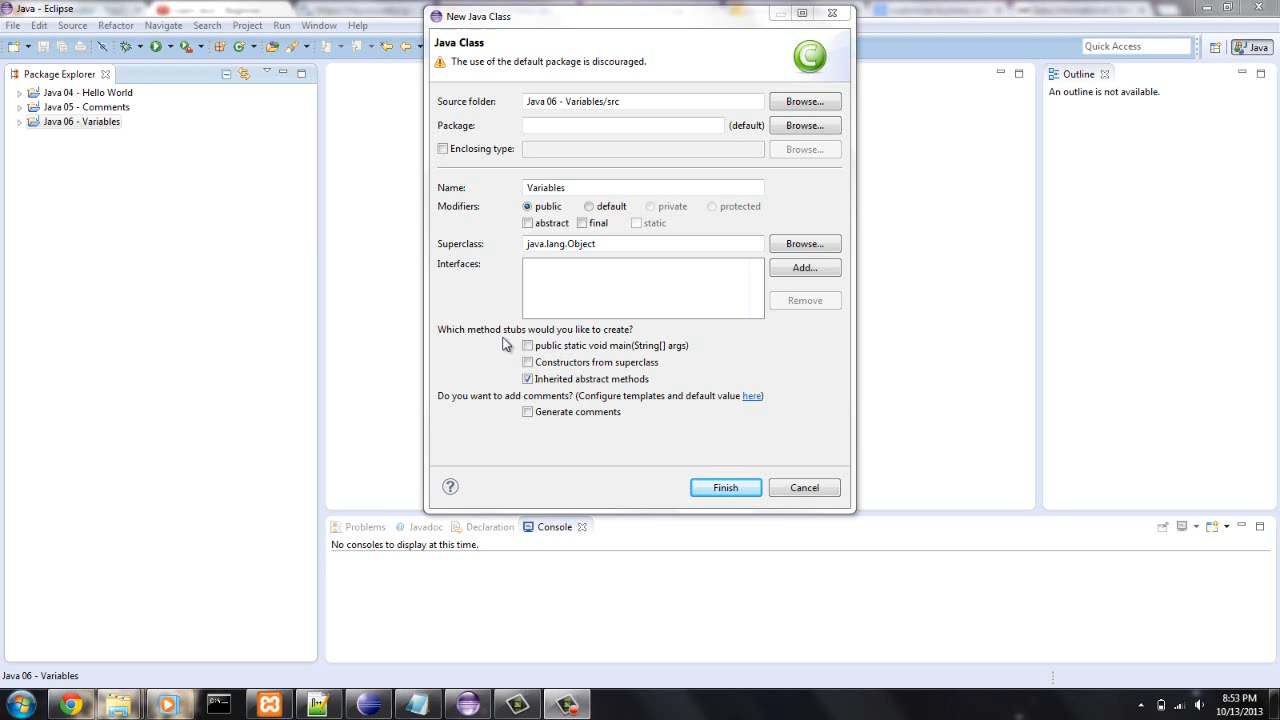 Java - Eclipse
New Java Class
File Edit Source Refactor Navigate Search Project Run Window Help
Quick Access
Java
Java Class
The use of the default package is discouraged.
Package Explorer
Java 04 - Hello World
Java 05 - Comments
Java 06 - Variables
Source folder: Java 06 - Variables/src Browse...
Package: (default) Browse...
Enclosing type: Browse...
Name: Variables
Modifiers: public default private protected
abstract final static
Superclass: java.lang.Object Browse...
Interfaces: Add...
Remove
Which method stubs would you like to create?
public static void main(String[] args)
Constructors from superclass
Inherited abstract methods
Do you want to add comments? (Configure templates and default value here)
Generate comments
Finish Cancel
Outline
An outline is not available.
Problems Javadoc Declaration Console
No consoles to display at this time.
Java 06 - Variables
8:53 PM
10/13/2013